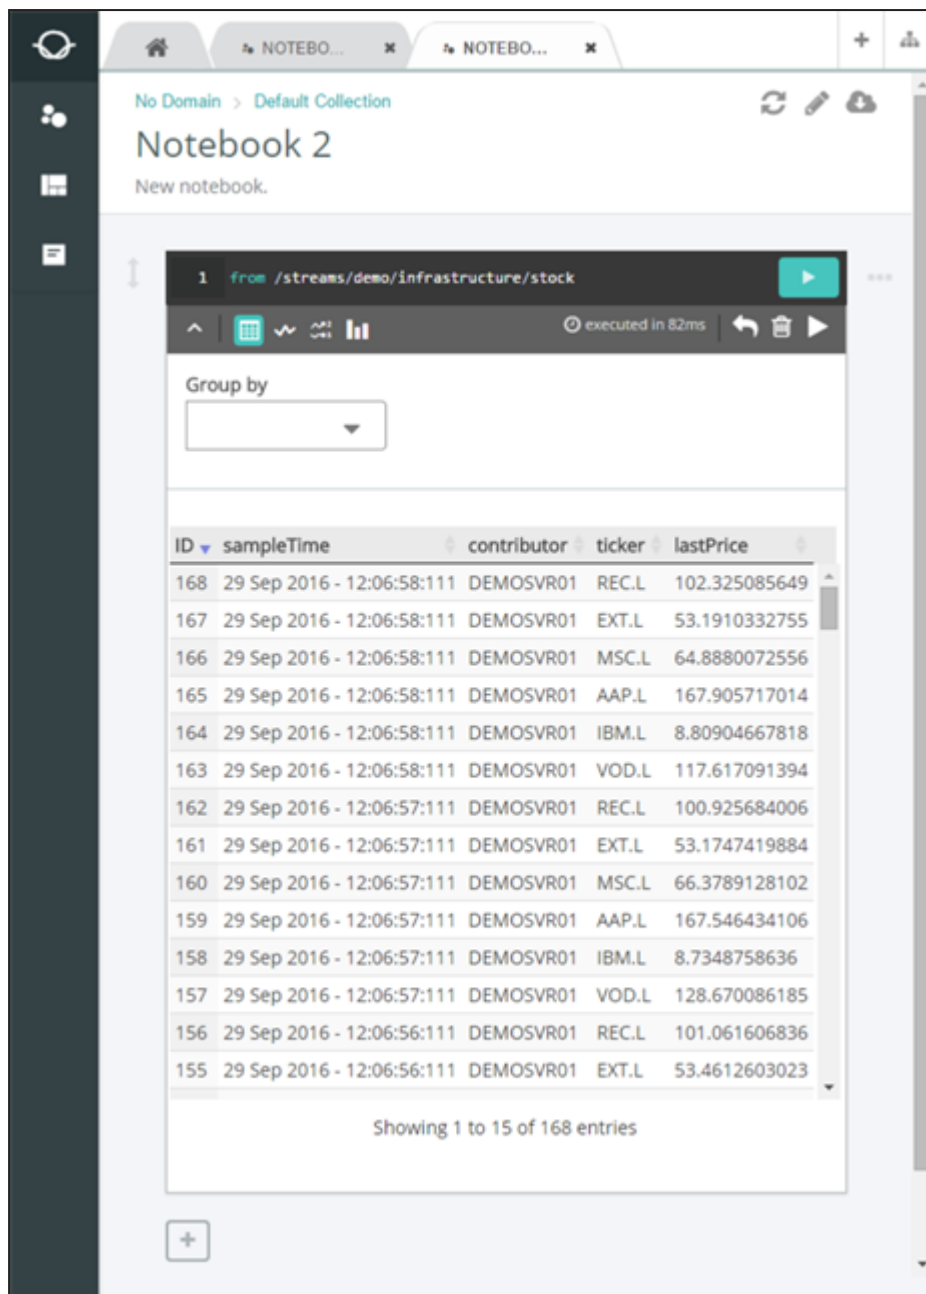 NOTEBO... NOTEBO...
No Domain > Default Collection
Notebook 2
New notebook.
1 from /streams/demo/infrastructure/stock
executed in 82ms
Group by
ID sampleTime contributor ticker lastPrice
168 29 Sep 2016 - 12:06:58:111 DEMOSVR01 REC.L 102.325085649
167 29 Sep 2016 - 12:06:58:111 DEMOSVR01 EXT.L 53.1910332755
166 29 Sep 2016 - 12:06:58:111 DEMOSVR01 MSC.L 64.8880072556
165 29 Sep 2016 - 12:06:58:111 DEMOSVR01 AAP.L 167.905717014
164 29 Sep 2016 - 12:06:58:111 DEMOSVR01 IBM.L 8.80904667818
163 29 Sep 2016 - 12:06:58:111 DEMOSVR01 VOD.L 117.617091394
162 29 Sep 2016 - 12:06:57:111 DEMOSVR01 REC.L 100.925684006
161 29 Sep 2016 - 12:06:57:111 DEMOSVR01 EXT.L 53.1747419884
160 29 Sep 2016 - 12:06:57:111 DEMOSVR01 MSC.L 66.3789128102
159 29 Sep 2016 - 12:06:57:111 DEMOSVR01 AAP.L 167.546434106
158 29 Sep 2016 - 12:06:57:111 DEMOSVR01 IBM.L 8.7348758636
157 29 Sep 2016 - 12:06:57:111 DEMOSVR01 VOD.L 128.670086185
156 29 Sep 2016 - 12:06:56:111 DEMOSVR01 REC.L 101.061606836
155 29 Sep 2016 - 12:06:56:111 DEMOSVR01 EXT.L 53.4612603023
Showing 1 to 15 of 168 entries